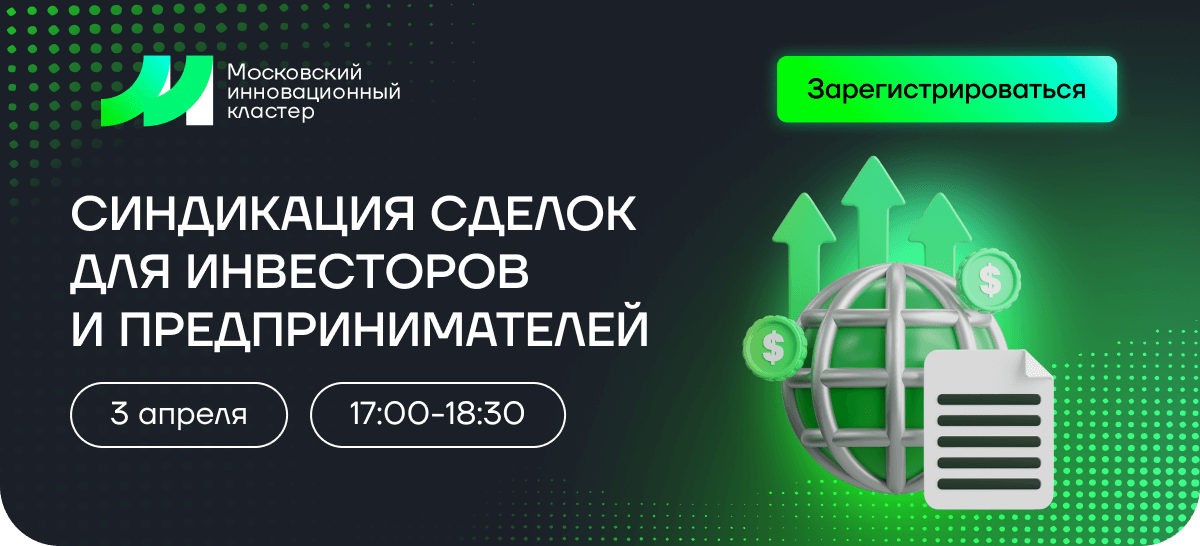 Московский
инновационный
кластер
Зарегистрироваться
СИНДИКАЦИЯ СДЕЛОК
ДЛЯ ИНВЕСТОРОВ
И ПРЕДПРИНИМАТЕЛЕЙ
3 апреля
17:00-18:30
$
$